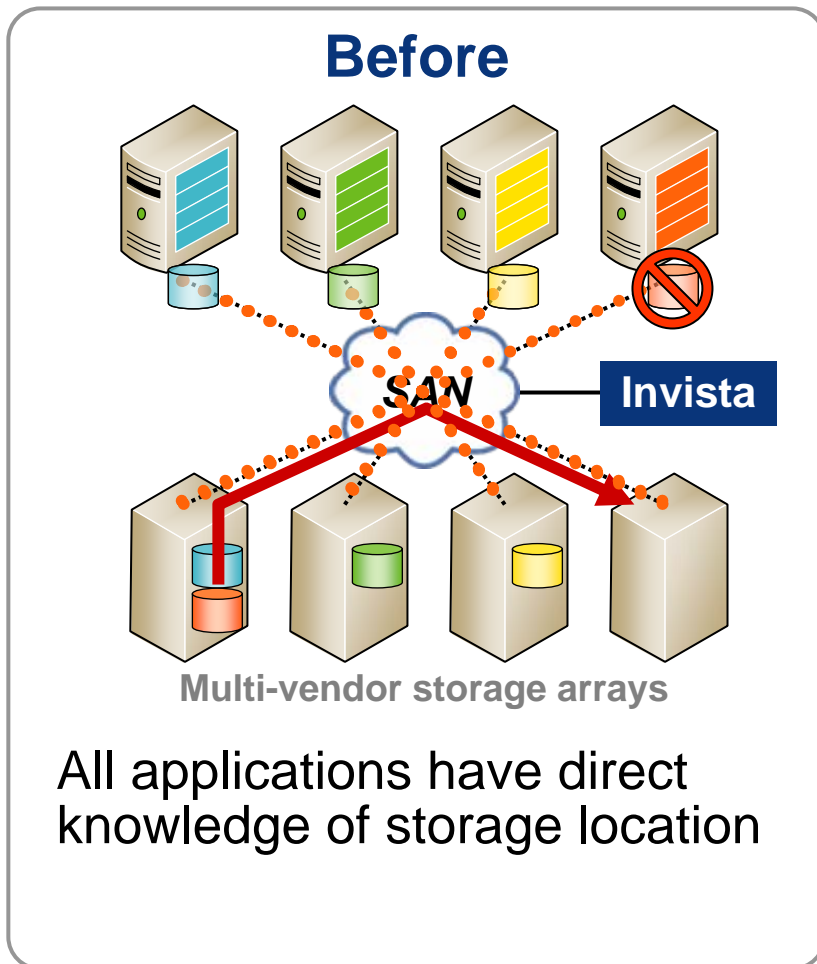 Before
SAN
Invista
Multi-vendor storage arrays
All applications have direct
knowledge of storage location